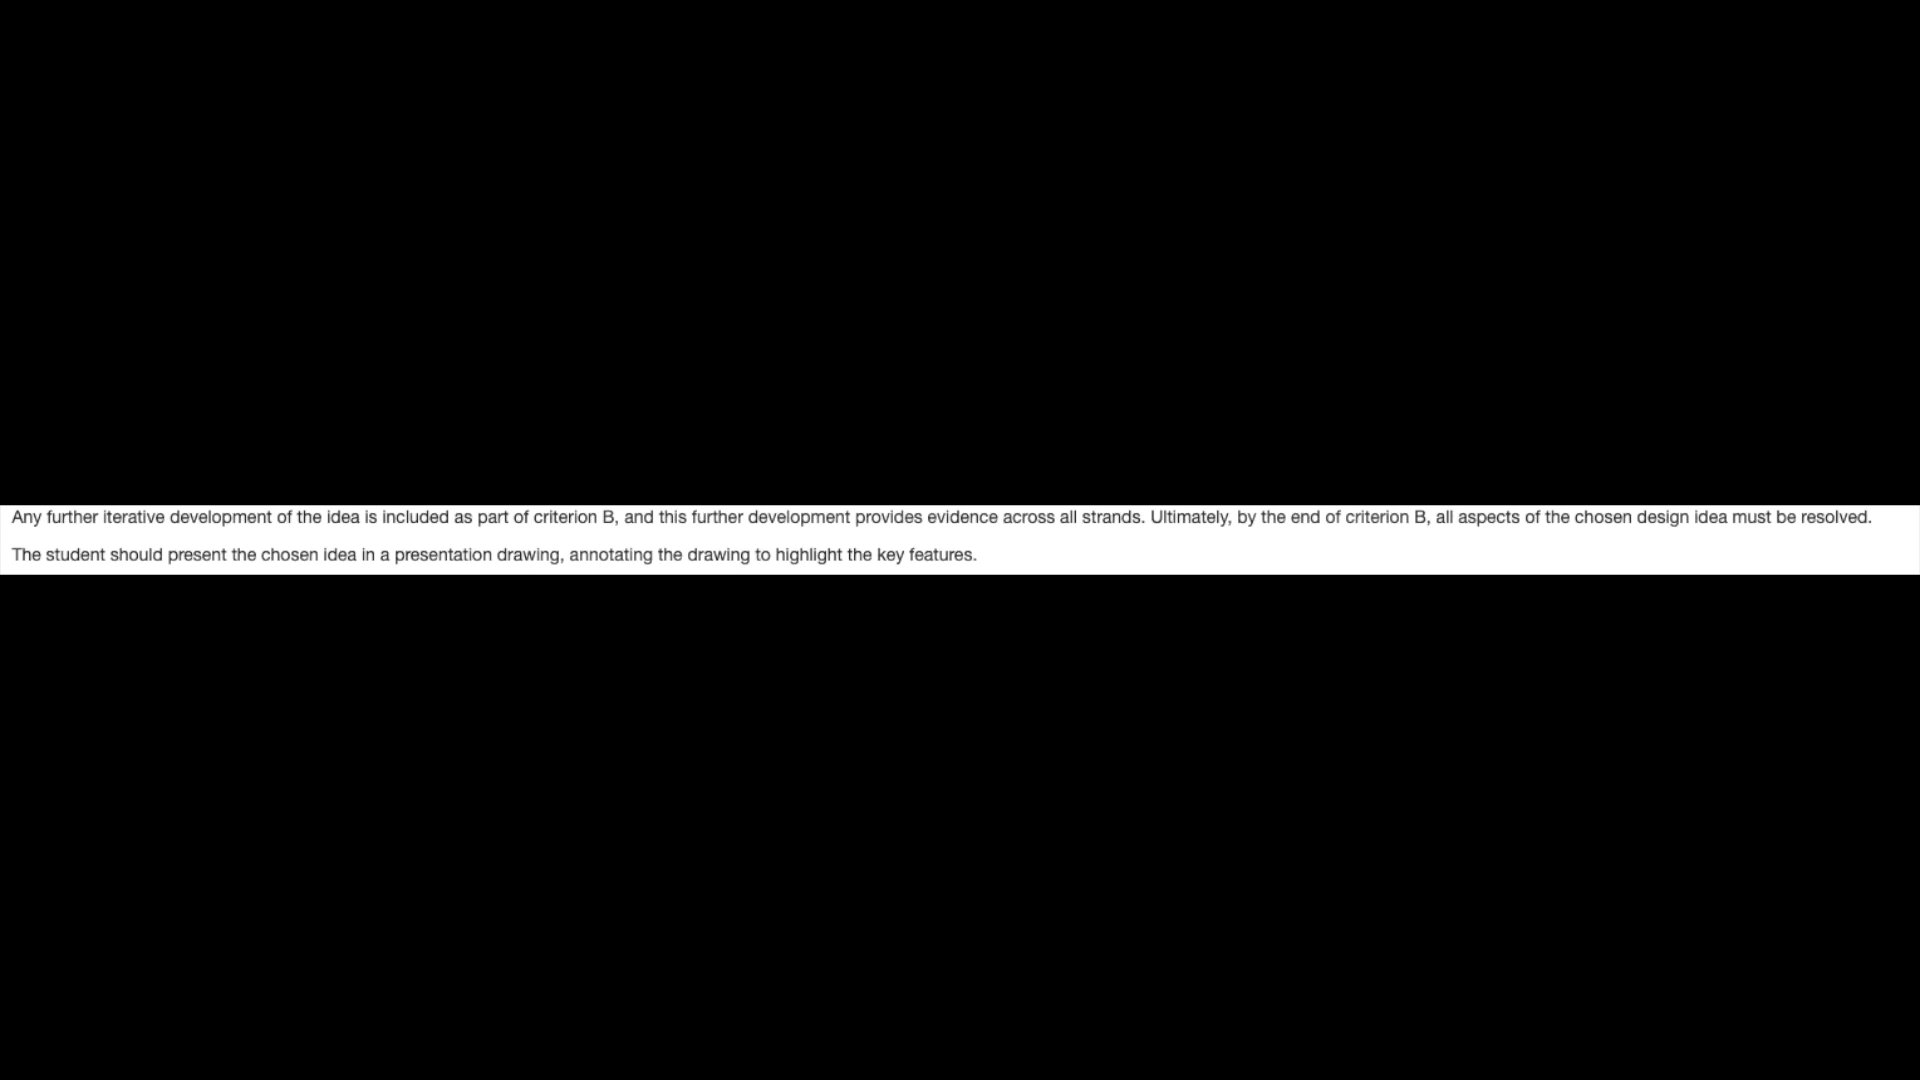 Any further iterative development of the idea is included as part of criterion B, and this further development provides evidence across all strands. Ultimately, by the end of criterion B, all aspects of the chosen design idea must be resolved.
The student should present the chosen idea in a presentation drawing, annotating the drawing to highlight the key features.